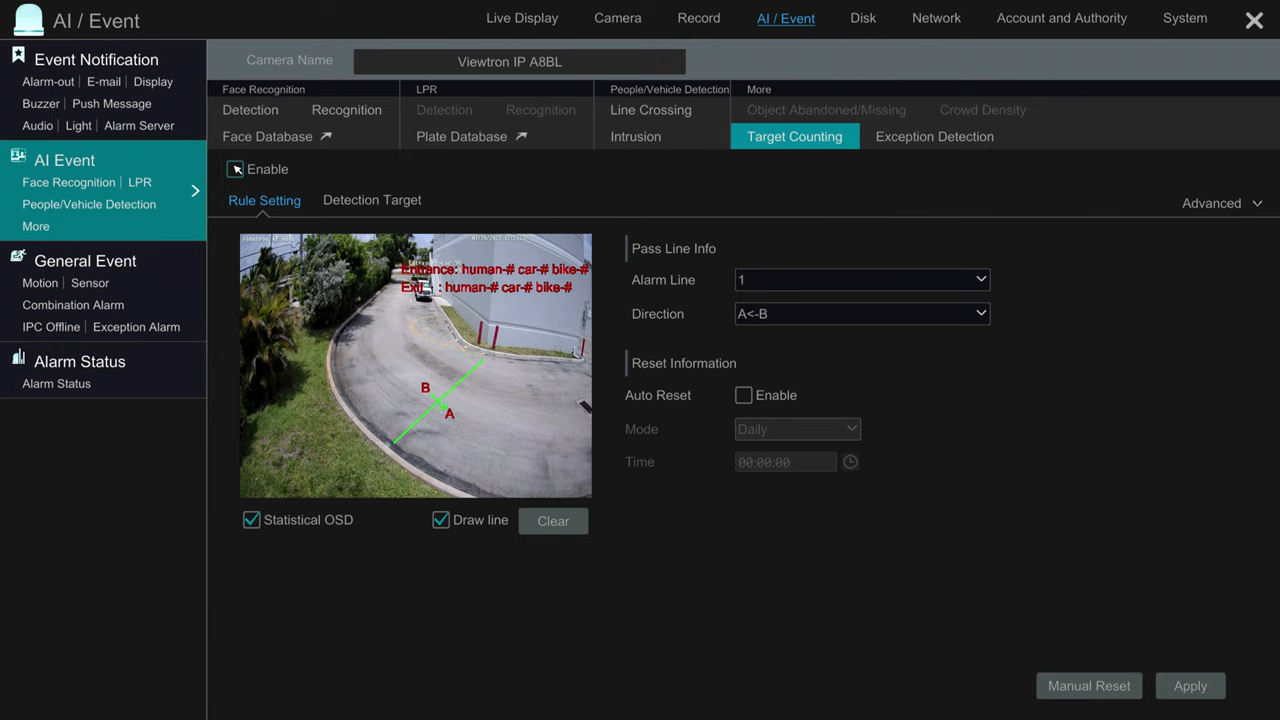 AI / Event
Live Display
Camera
Record
AI / Event
Disk
Network
Account and Authority
System
Event Notification
Alarm-out | E-mail | Display
Buzzer | Push Message
Audio | Light | Alarm Server
AI Event
Face Recognition | LPR
People/Vehicle Detection
More
General Event
Motion | Sensor
Combination Alarm
IPC Offline | Exception Alarm
Alarm Status
Alarm Status
Camera Name
Viewtron IP A8BL
Face Recognition
Detection
Recognition
Face Database
LPR
Detection
Recognition
Plate Database
People/Vehicle Detection
Line Crossing
Intrusion
More
Object Abandoned/Missing
Crowd Density
Target Counting
Exception Detection
Enable
Rule Setting
Detection Target
Advanced
Viewtron IP A8BL
Entrance: human-# car-# bike-#
Exit : human-# car-# bike-#
B
A
Statistical OSD
Draw line
Clear
Pass Line Info
Alarm Line
1
Direction
A<-B
Reset Information
Auto Reset
Enable
Mode
Daily
Time
00:00:00
Manual Reset
Apply